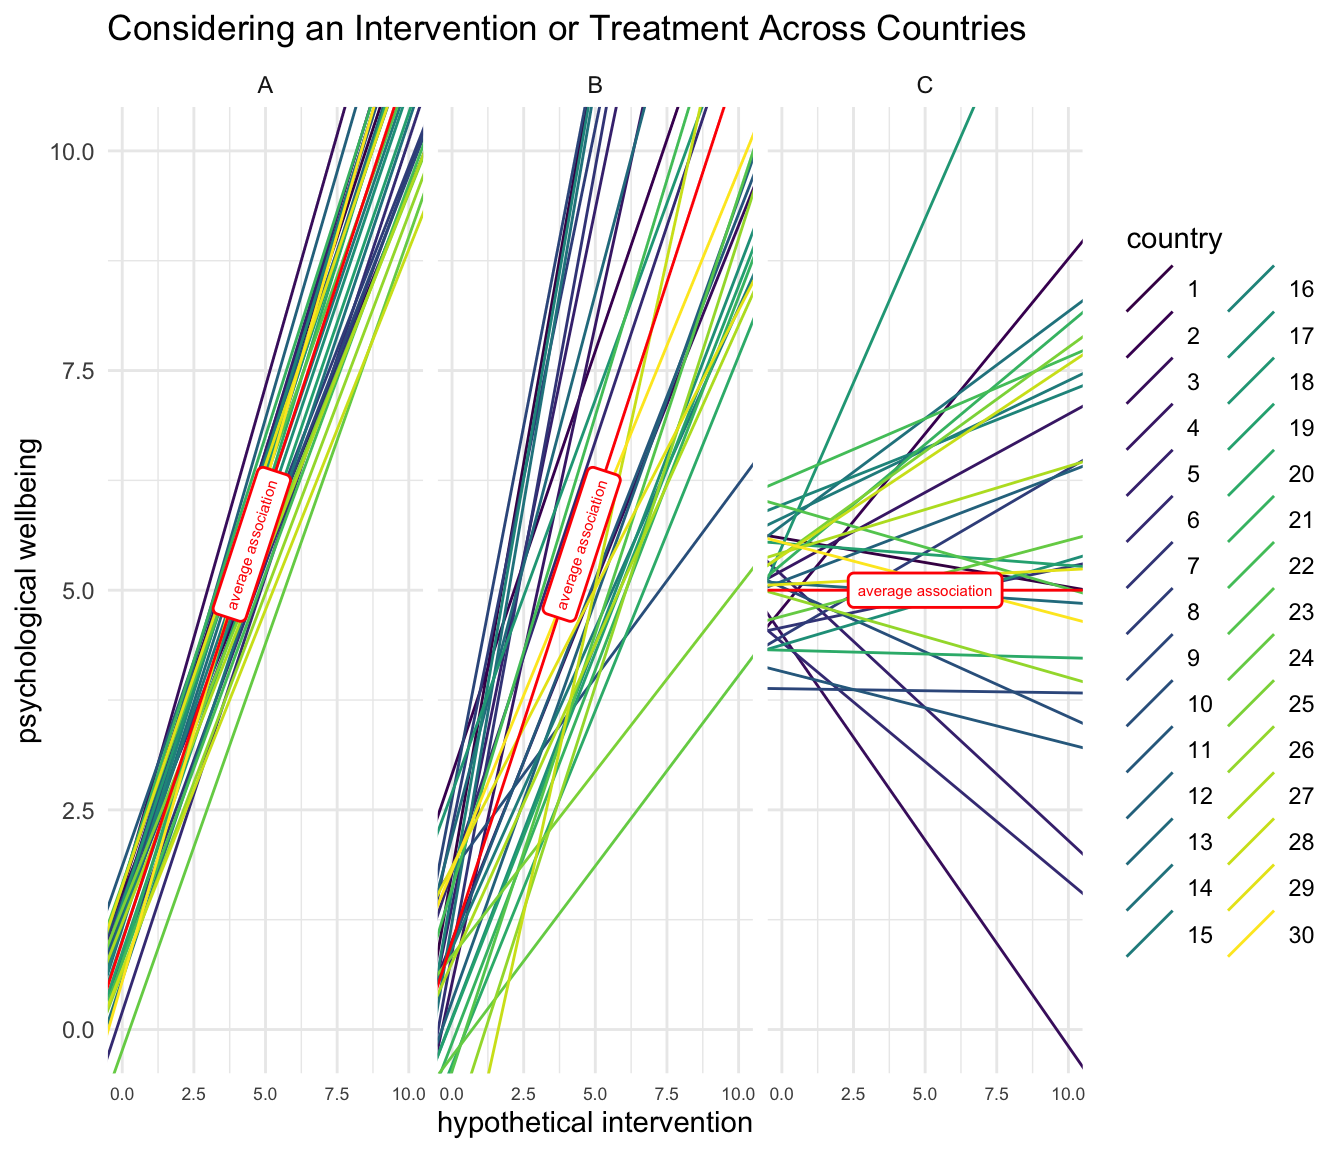 Considering an Intervention or Treatment Across Countries
A B C
psychological wellbeing
10.0
7.5
5.0
2.5
0.0
average association
average association
average association
0.0 2.5 5.0 7.5 10.0
0.0 2.5 5.0 7.5 10.0
0.0 2.5 5.0 7.5 10.0
hypothetical intervention
country
1 16
2 17
3 18
4 19
5 20
6 21
7 22
8 23
9 24
10 25
11 26
12 27
13 28
14 29
15 30